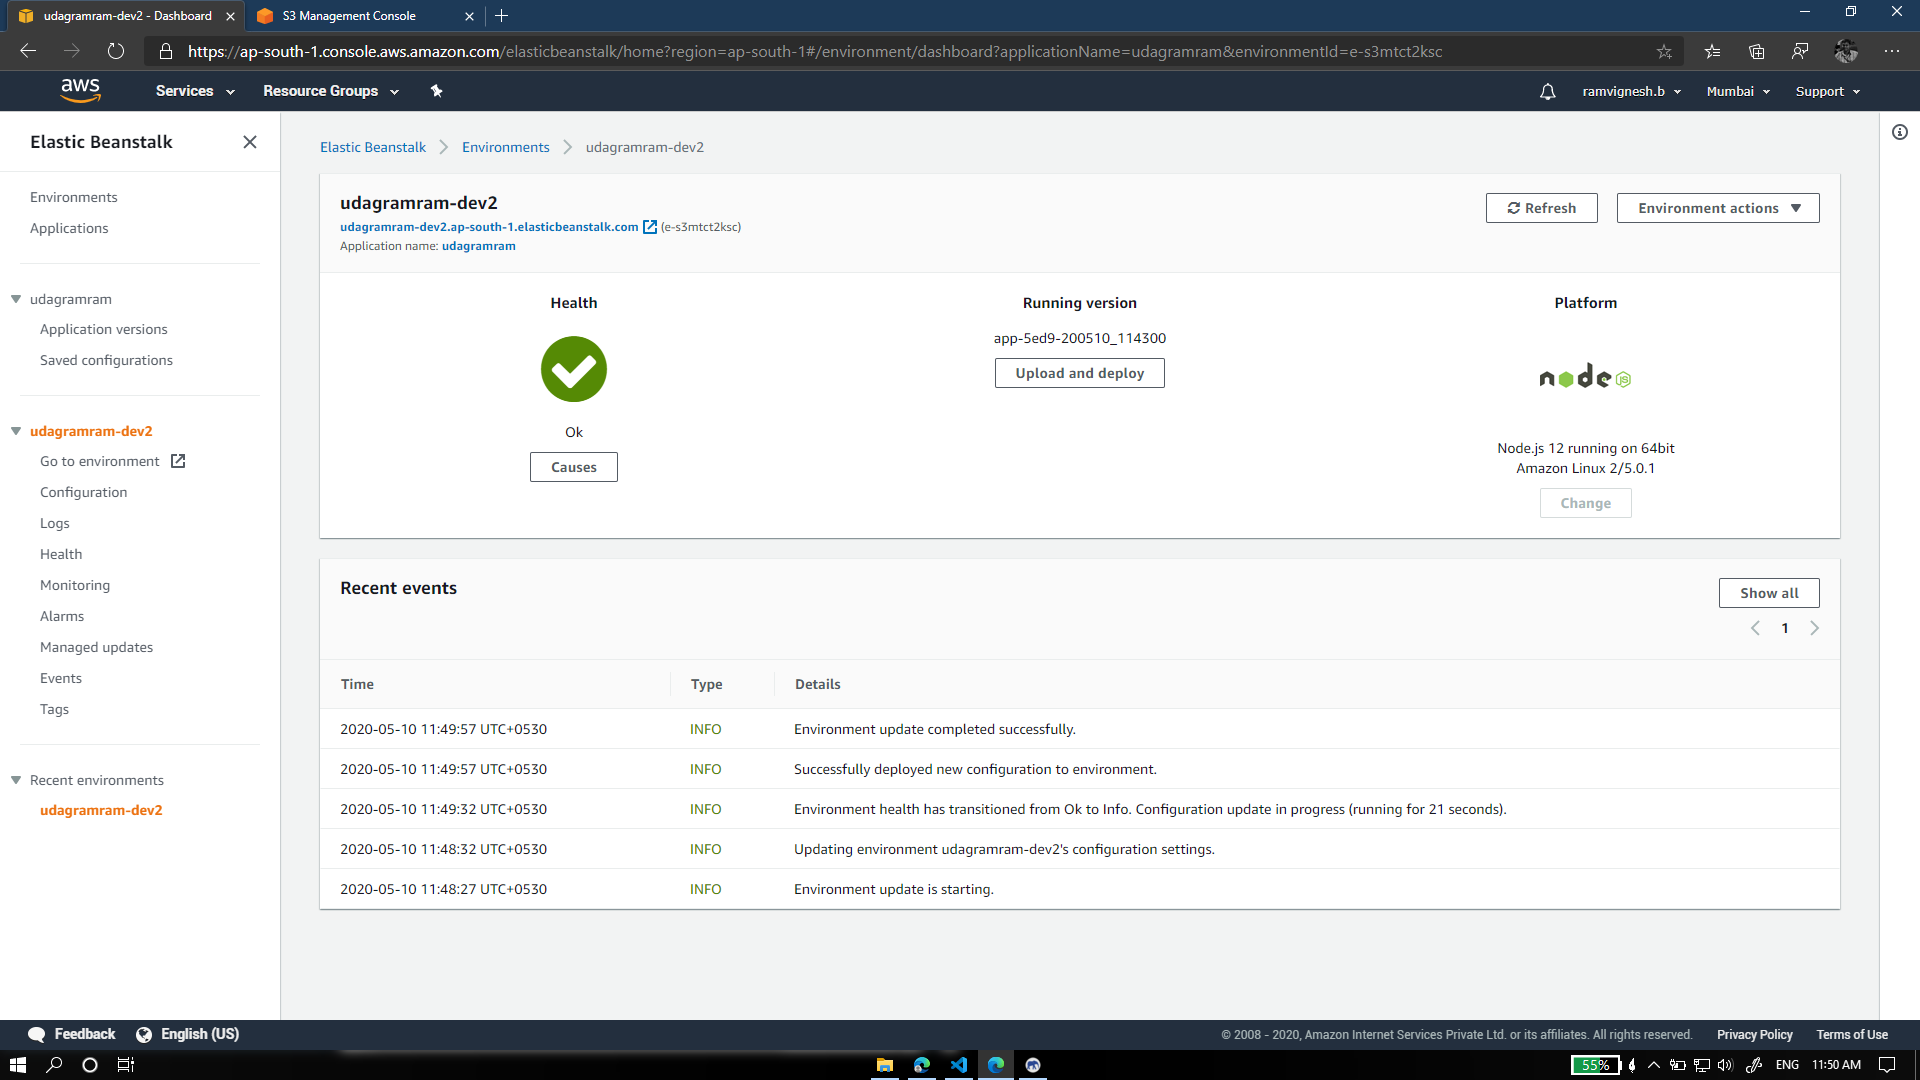 udagramram-dev2 - Dashboard
S3 Management Console
https://ap-south-1.console.aws.amazon.com/elasticbeanstalk/home?region=ap-south-1#/environment/dashboard?applicationName=udagramram&environmentId=e-s3mtct2ksc
aws
Services
Resource Groups
ramvignesh.b
Mumbai
Support
Elastic Beanstalk
Environments
Applications
udagramram
Application versions
Saved configurations
udagramram-dev2
Go to environment
Configuration
Logs
Health
Monitoring
Alarms
Managed updates
Events
Tags
Recent environments
udagramram-dev2
Elastic Beanstalk
Environments
udagramram-dev2
udagramram-dev2
udagramram-dev2.ap-south-1.elasticbeanstalk.com (e-s3mtct2ksc)
Application name: udagramram
Refresh
Environment actions
Health
Ok
Causes
Running version
app-5ed9-200510_114300
Upload and deploy
Platform
node JS
Node.js 12 running on 64bit
Amazon Linux 2/5.0.1
Change
Recent events
Show all
1
Time Type Details
2020-05-10 11:49:57 UTC+0530 INFO Environment update completed successfully.
2020-05-10 11:49:57 UTC+0530 INFO Successfully deployed new configuration to environment.
2020-05-10 11:49:32 UTC+0530 INFO Environment health has transitioned from Ok to Info. Configuration update in progress (running for 21 seconds).
2020-05-10 11:48:32 UTC+0530 INFO Updating environment udagramram-dev2's configuration settings.
2020-05-10 11:48:27 UTC+0530 INFO Environment update is starting.
Feedback
English (US)
© 2008 - 2020, Amazon Internet Services Private Ltd. or its affiliates. All rights reserved.
Privacy Policy
Terms of Use
55%
ENG
11:50 AM